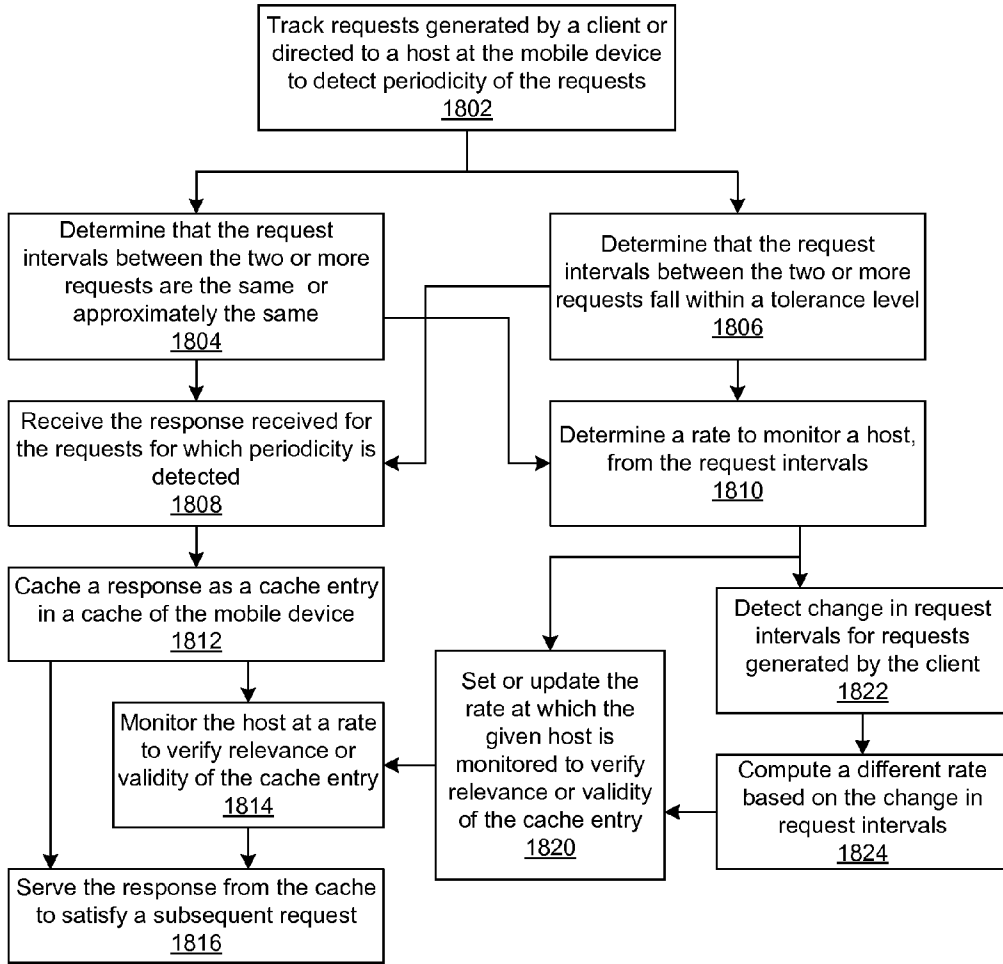 Track requests generated by a client or
directed to a host at the mobile device
to detect periodicity of the requests
1802
Determine that the request
intervals between the two or more
requests are the same or
approximately the same
1804
Determine that the request
intervals between the two or more
requests fall within a tolerance level
1806
Receive the response received for
the requests for which periodicity is
detected
1808
Determine a rate to monitor a host,
from the request intervals
1810
Cache a response as a cache entry
in a cache of the mobile device
1812
Detect change in request
intervals for requests
generated by the client
1822
Set or update the
rate at which the
given host is
monitored to verify
relevance or validity
of the cache entry
1820
Monitor the host at a rate
to verify relevance or
validity of the cache entry
1814
Compute a different rate
based on the change in
request intervals
1824
Serve the response from the cache
to satisfy a subsequent request
1816